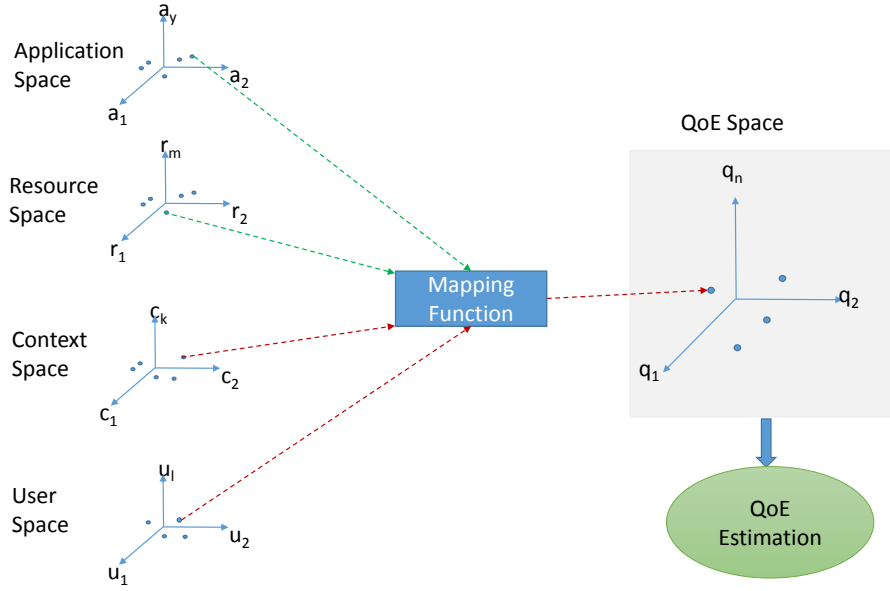 a_y
Application
Space
a_2
a_1
r_m
Resource
Space
r_2
r_1
c_k
Context
Space
c_2
c_1
u_l
User
Space
u_2
u_1
Mapping
Function
QoE Space
q_n
q_2
q_1
QoE
Estimation